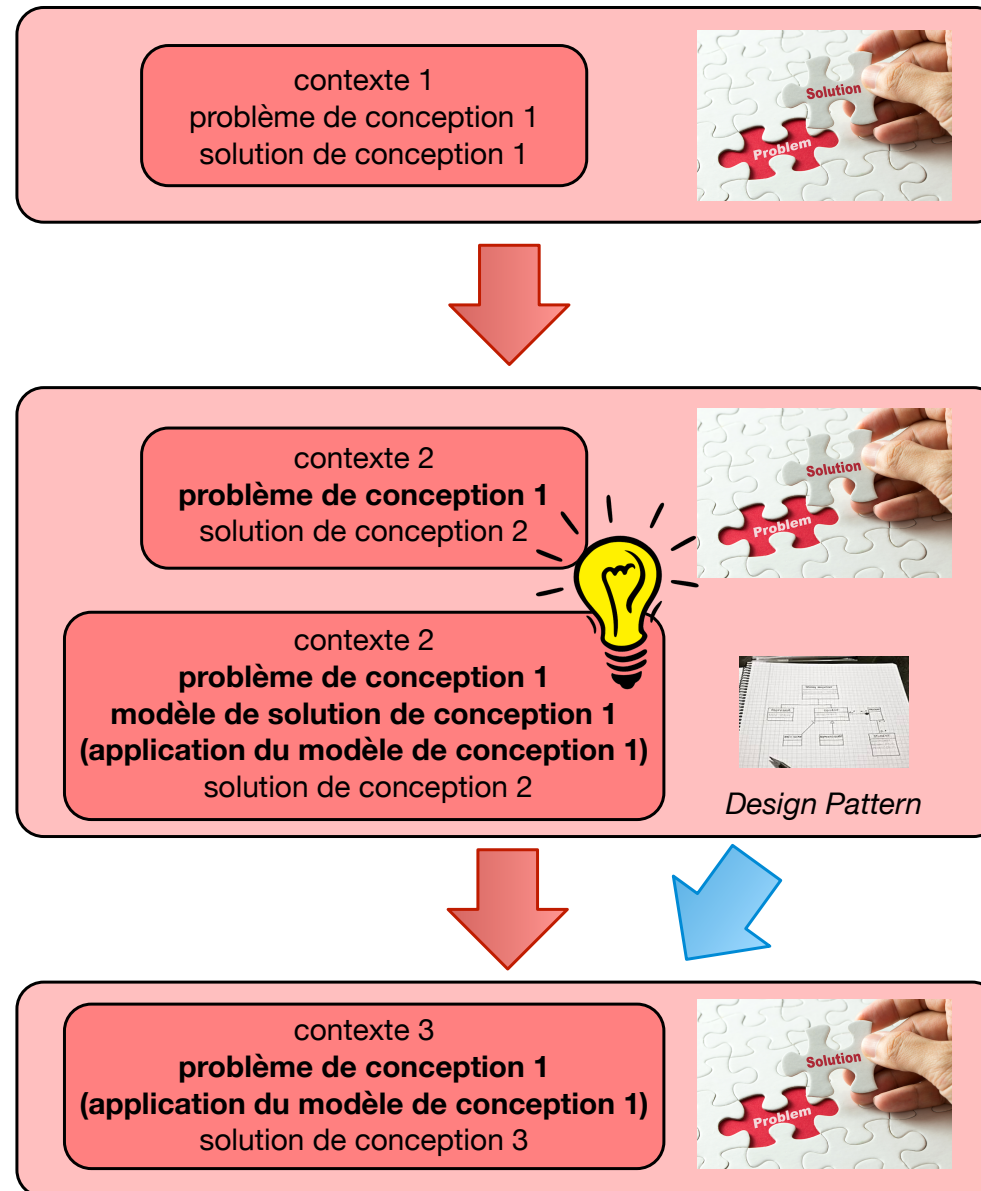 contexte 1
problème de conception 1
solution de conception 1
Solution
Problem
contexte 2
problème de conception 1
solution de conception 2
Solution
Problem
contexte 2
problème de conception 1
modèle de solution de conception 1
(application du modèle de conception 1)
solution de conception 2
Design Pattern
contexte 3
problème de conception 1
(application du modèle de conception 1)
solution de conception 3
Solution
Problem